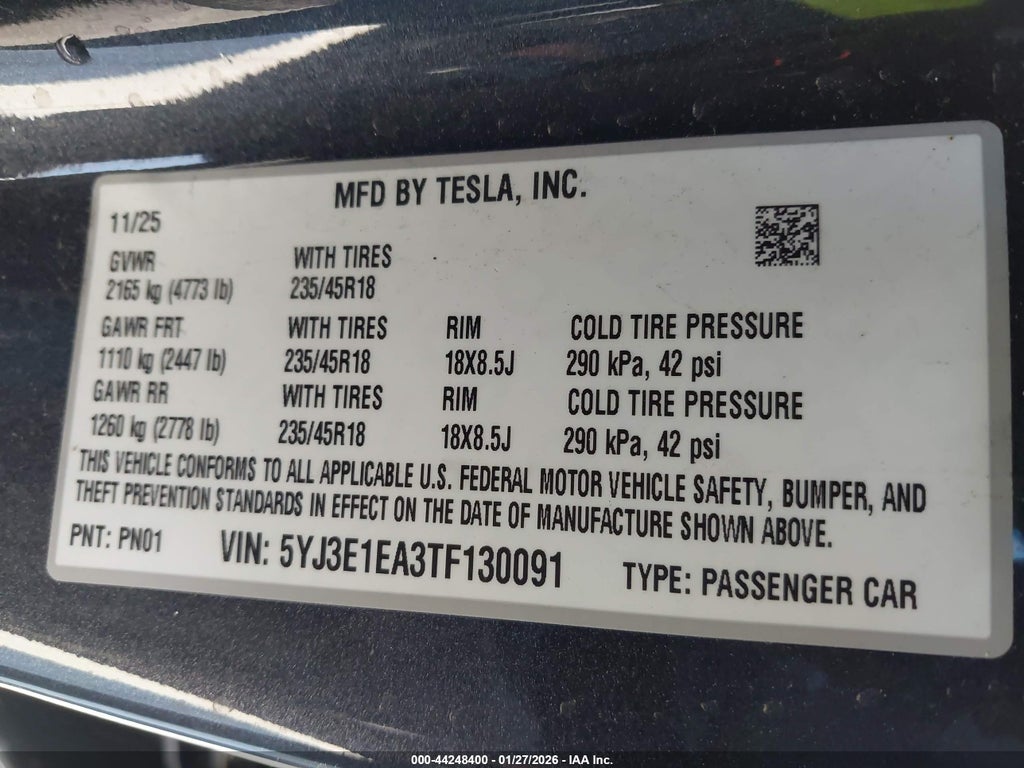 MFD BY TESLA, INC.
11/25
GVWR WITH TIRES
2165 kg (4773 lb) 235/45R18
GAWR FRT WITH TIRES RIM COLD TIRE PRESSURE
1110 kg (2447 lb) 235/45R18 18X8.5J 290 kPa, 42 psi
GAWR RR WITH TIRES RIM COLD TIRE PRESSURE
1260 kg (2778 lb) 235/45R18 18X8.5J 290 kPa, 42 psi
THIS VEHICLE CONFORMS TO ALL APPLICABLE U.S. FEDERAL MOTOR VEHICLE SAFETY, BUMPER, AND
THEFT PREVENTION STANDARDS IN EFFECT ON THE DATE OF MANUFACTURE SHOWN ABOVE.
PNT: PN01 VIN: 5YJ3E1EA3TF130091 TYPE: PASSENGER CAR
000-44248400 - 01/27/2026 - IAA Inc.